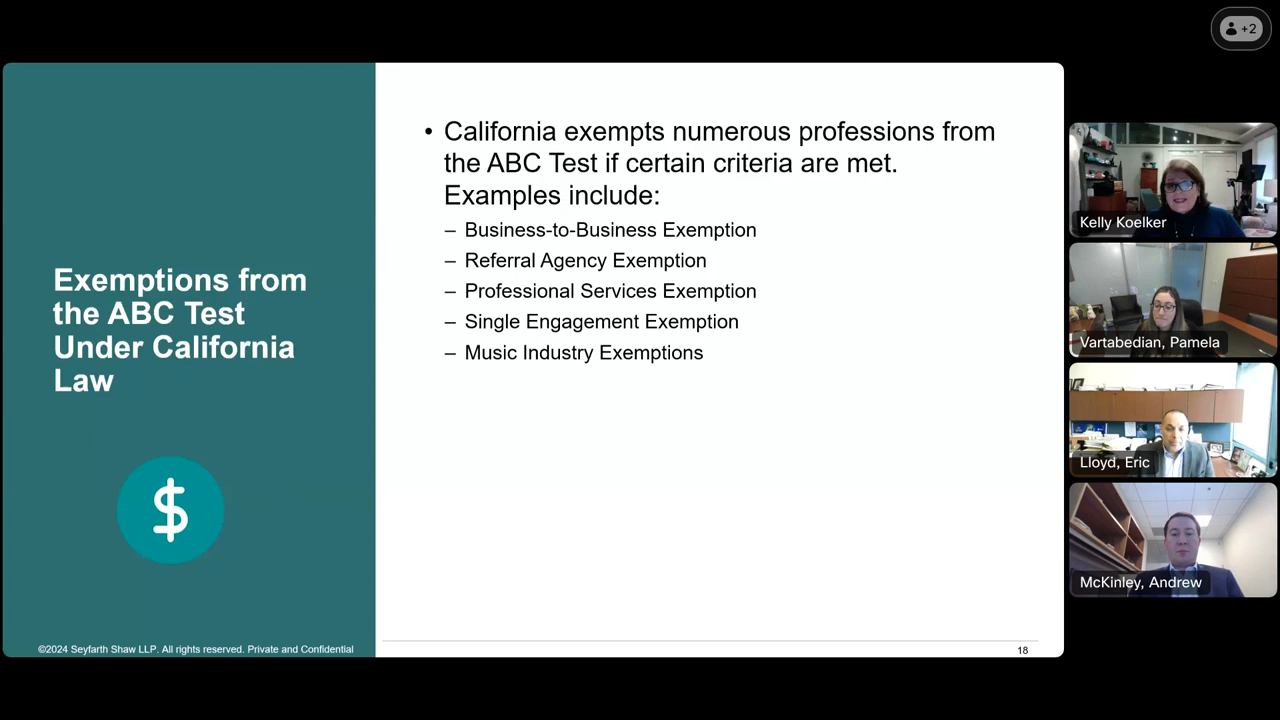 +2
Exemptions from
the ABC Test
Under California
Law
$
©2024 Seyfarth Shaw LLP. All rights reserved. Private and Confidential
• California exempts numerous professions from
the ABC Test if certain criteria are met.
Examples include:
– Business-to-Business Exemption
– Referral Agency Exemption
– Professional Services Exemption
– Single Engagement Exemption
– Music Industry Exemptions
18
Kelly Koelker
Vartabedian, Pamela
Lloyd, Eric
McKinley, Andrew